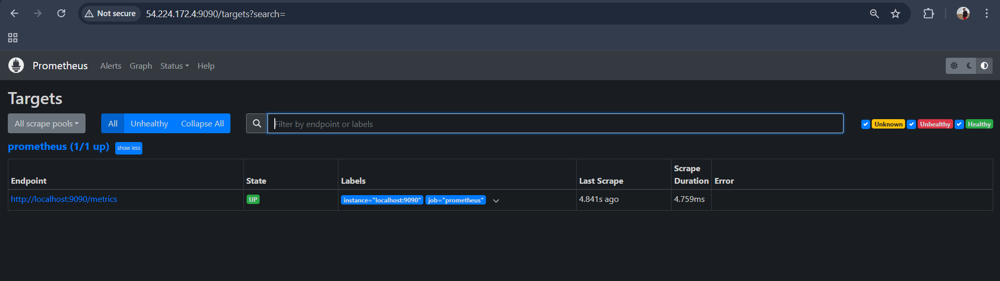 Not secure 54.224.172.4:9090/targets?search=
Prometheus Alerts Graph Status Help
Targets
All scrape pools All Unhealthy Collapse All Filter by endpoint or labels Unknown Unhealthy Healthy
prometheus (1/1 up) show less
Endpoint State Labels Last Scrape Scrape Duration Error
http://localhost:9090/metrics UP instance="localhost:9090" job="prometheus" 4.841s ago 4.759ms